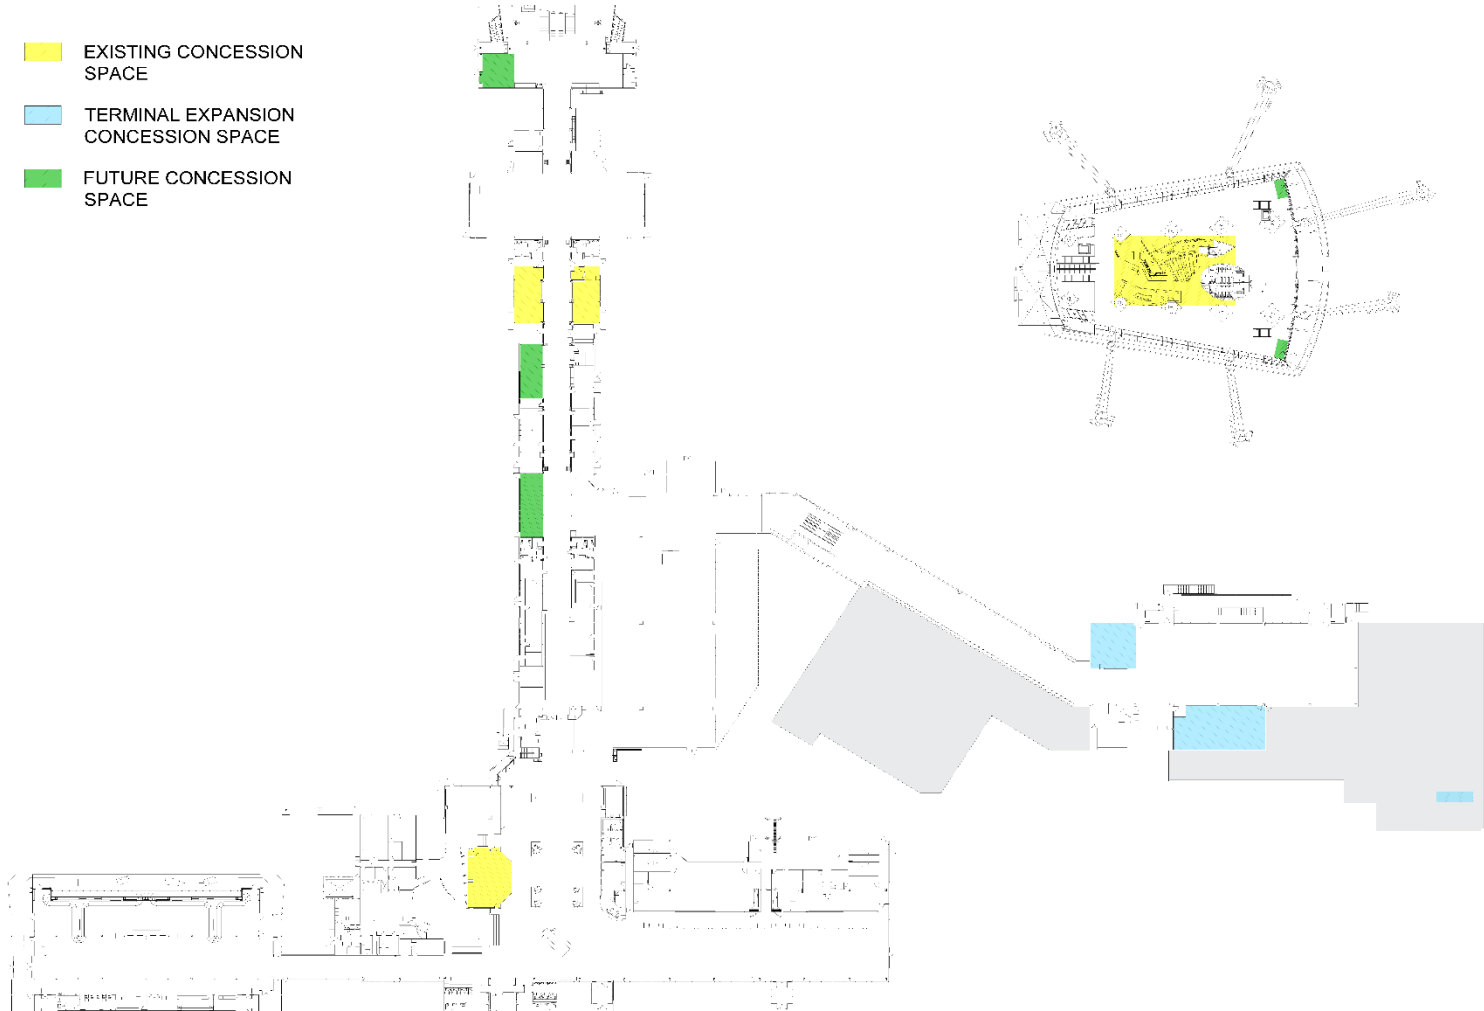 EXISTING CONCESSION
SPACE
TERMINAL EXPANSION
CONCESSION SPACE
FUTURE CONCESSION
SPACE